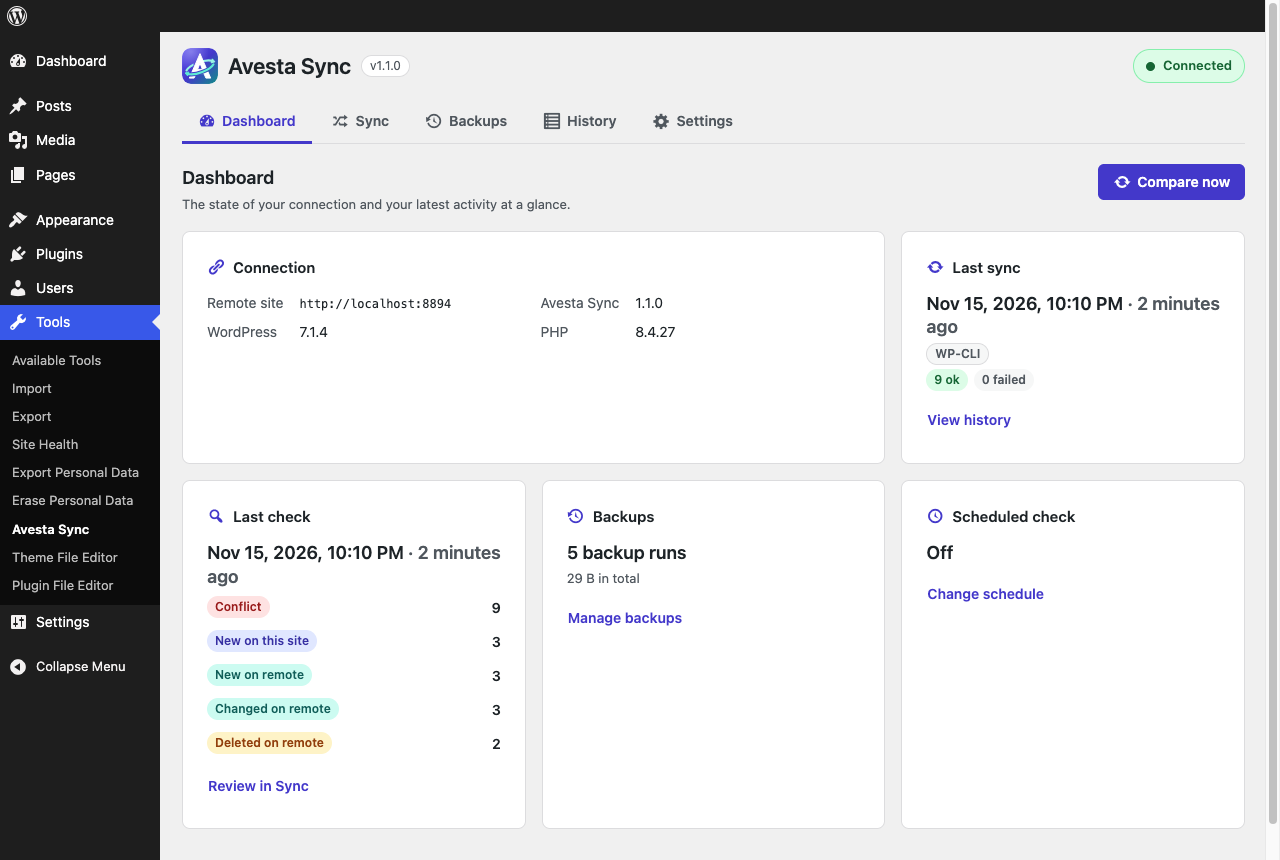 Dashboard
Posts
Media
Pages
Appearance
Plugins
Users
Tools
Available Tools
Import
Export
Site Health
Export Personal Data
Erase Personal Data
Avesta Sync
Theme File Editor
Plugin File Editor
Settings
Collapse Menu
Avesta Sync v1.1.0
Connected
Dashboard Sync Backups History Settings
Dashboard
The state of your connection and your latest activity at a glance.
Compare now
Connection
Remote site http://localhost:8894 Avesta Sync 1.1.0
WordPress 7.1.4 PHP 8.4.27
Last sync
Nov 15, 2026, 10:10 PM · 2 minutes
ago
WP-CLI
9 ok 0 failed
View history
Last check
Nov 15, 2026, 10:10 PM · 2 minutes
ago
Conflict 9
New on this site 3
New on remote 3
Changed on remote 3
Deleted on remote 2
Review in Sync
Backups
5 backup runs
29 B in total
Manage backups
Scheduled check
Off
Change schedule